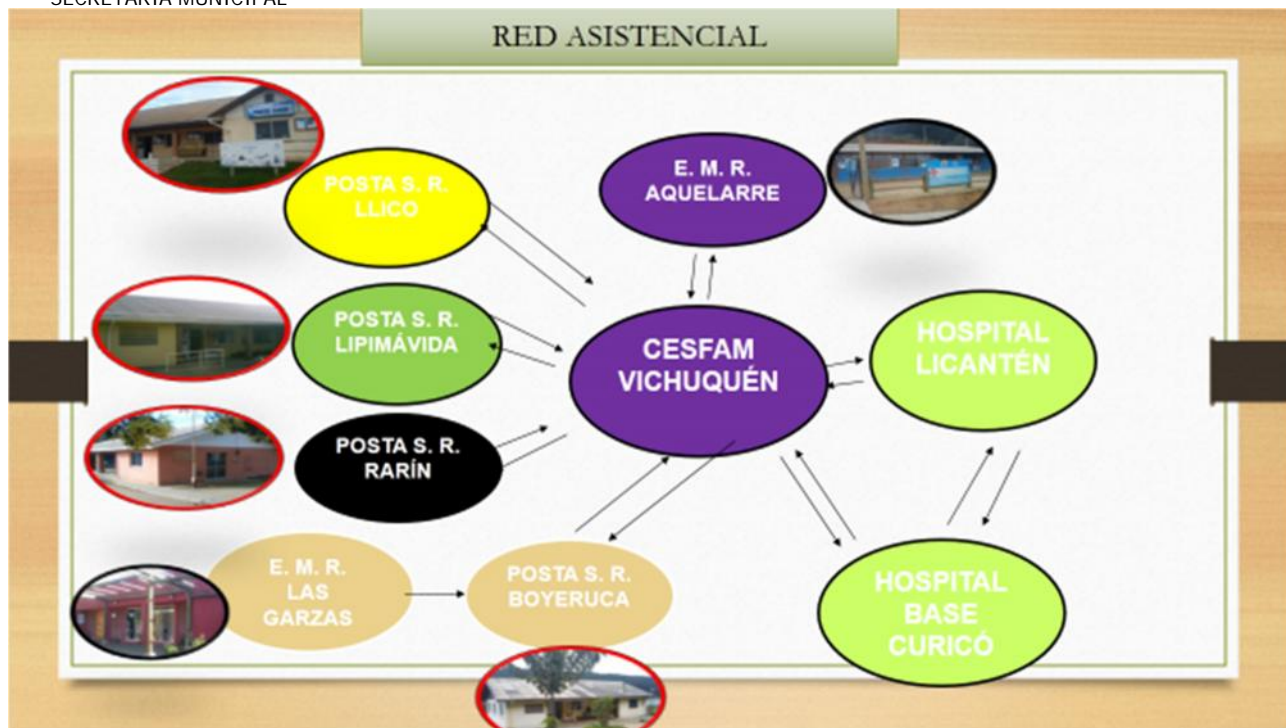 SECRETARIA MUNICIPAL
RED ASISTENCIAL
POSTA S. R.
LLICO
E. M. R.
AQUELARRE
POSTA S. R.
LIPIMÁVIDA
CESFAM
VICHUQUÉN
HOSPITAL
LICANTÉN
POSTA S. R.
RARÍN
E. M. R.
LAS
GARZAS
POSTA S. R.
BOYERUCA
HOSPITAL
BASE
CURICÓ